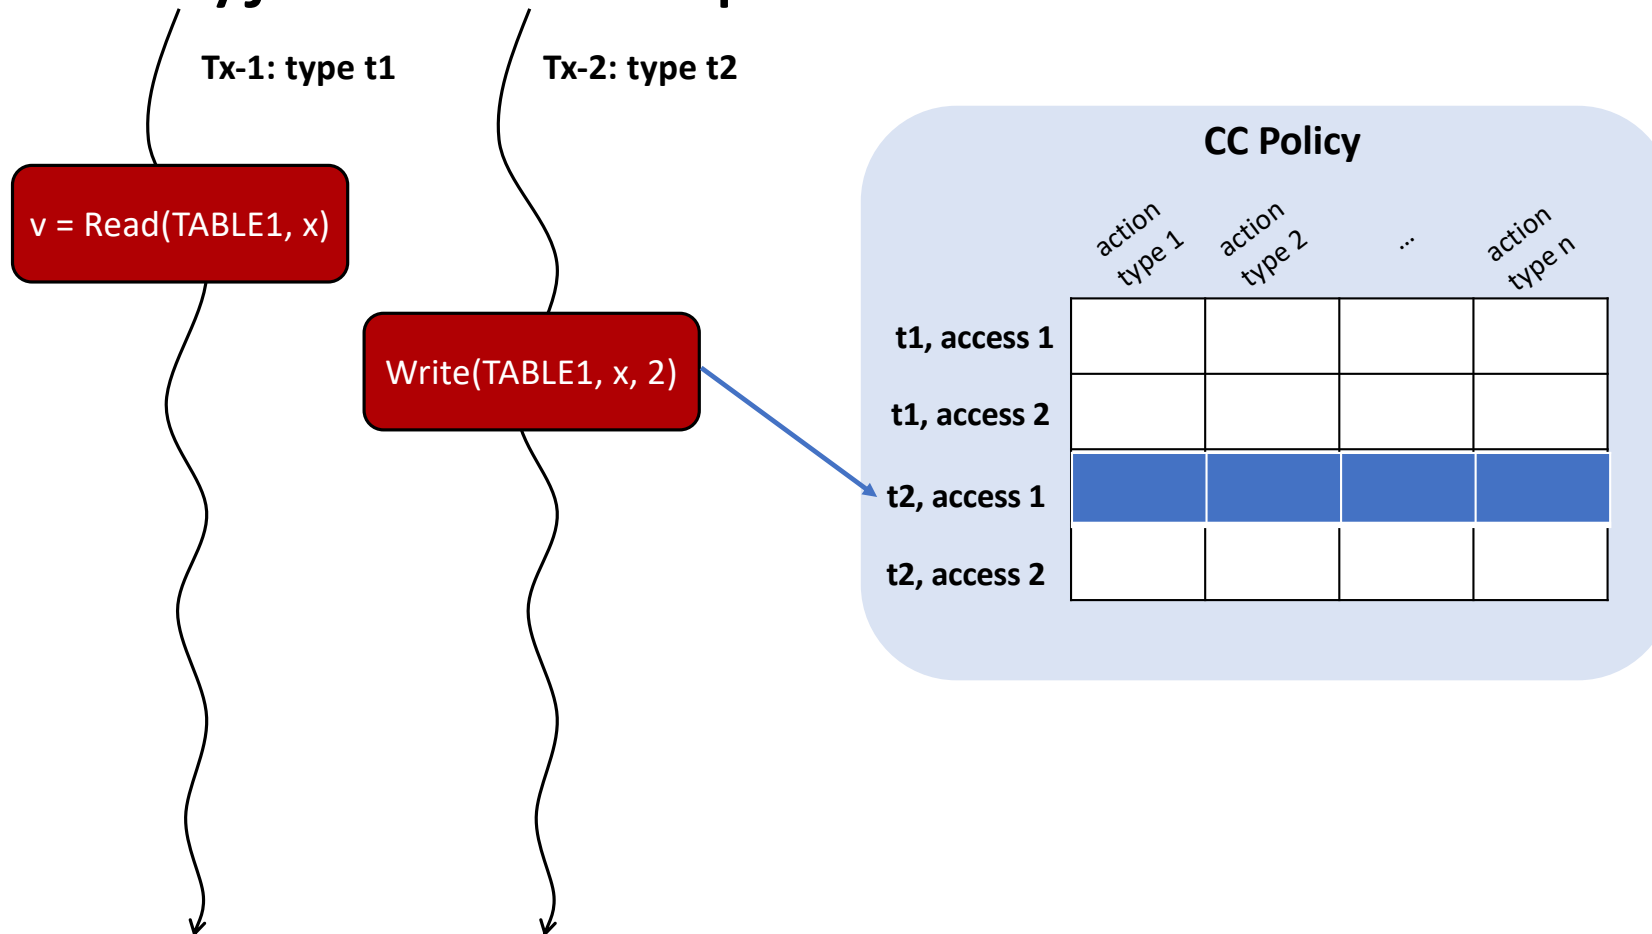 Tx-1: type t1
Tx-2: type t2
v = Read(TABLE1, x)
Write(TABLE1, x, 2)
CC Policy
action
type 1
action
type 2
...
action
type n
t1, access 1
t1, access 2
t2, access 1
t2, access 2